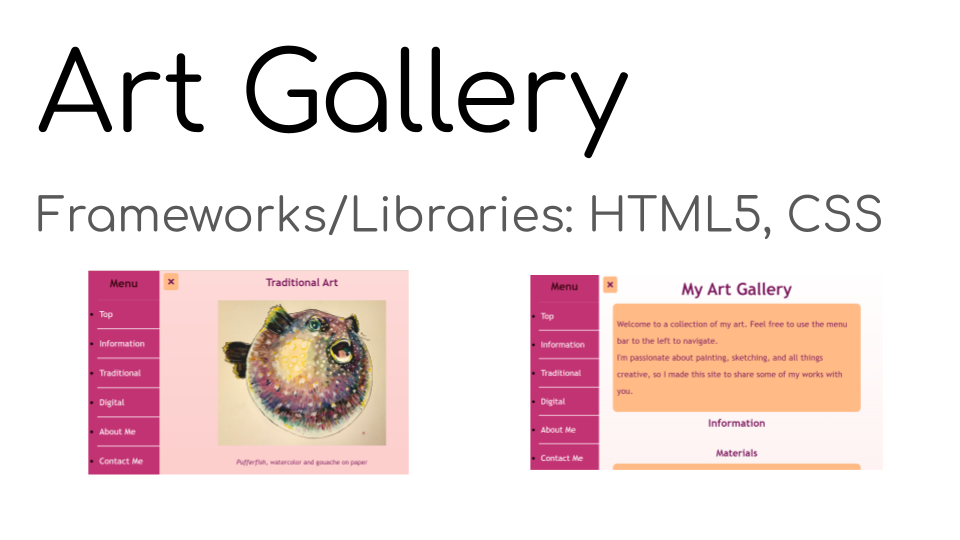 Art Gallery
Frameworks/Libraries: HTML5, CSS
Menu
×
Traditional Art
Top
Information
Traditional
Digital
About Me
Contact Me
Pufferfish, watercolor and gouache on paper
Menu
×
My Art Gallery
Top
Information
Traditional
Digital
About Me
Contact Me
Welcome to a collection of my art. Feel free to use the menu
bar to the left to navigate.
I'm passionate about painting, sketching, and all things
creative, so I made this site to share some of my works with
you.
Information
Materials